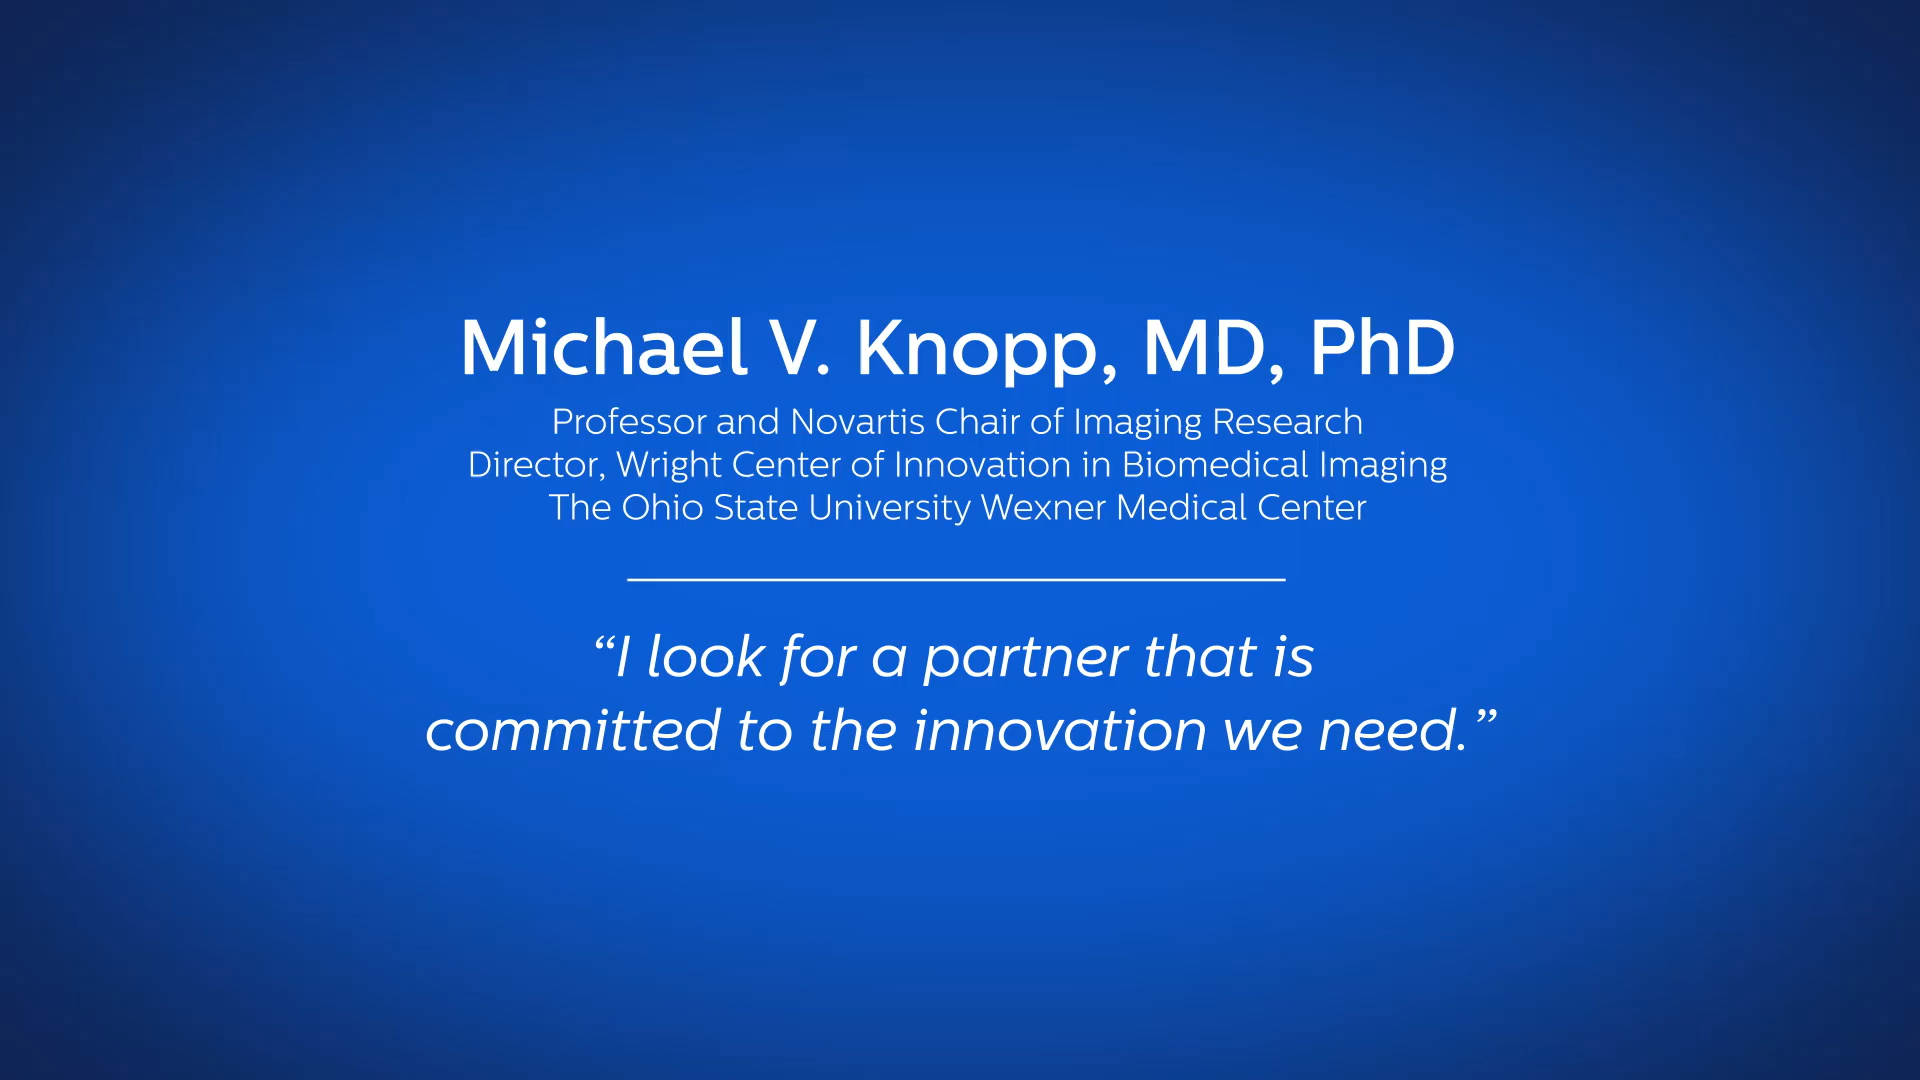 Michael V. Knopp, MD, PhD
Professor and Novartis Chair of Imaging Research
Director, Wright Center of Innovation in Biomedical Imaging
The Ohio State University Wexner Medical Center
“I look for a partner that is
committed to the innovation we need.”